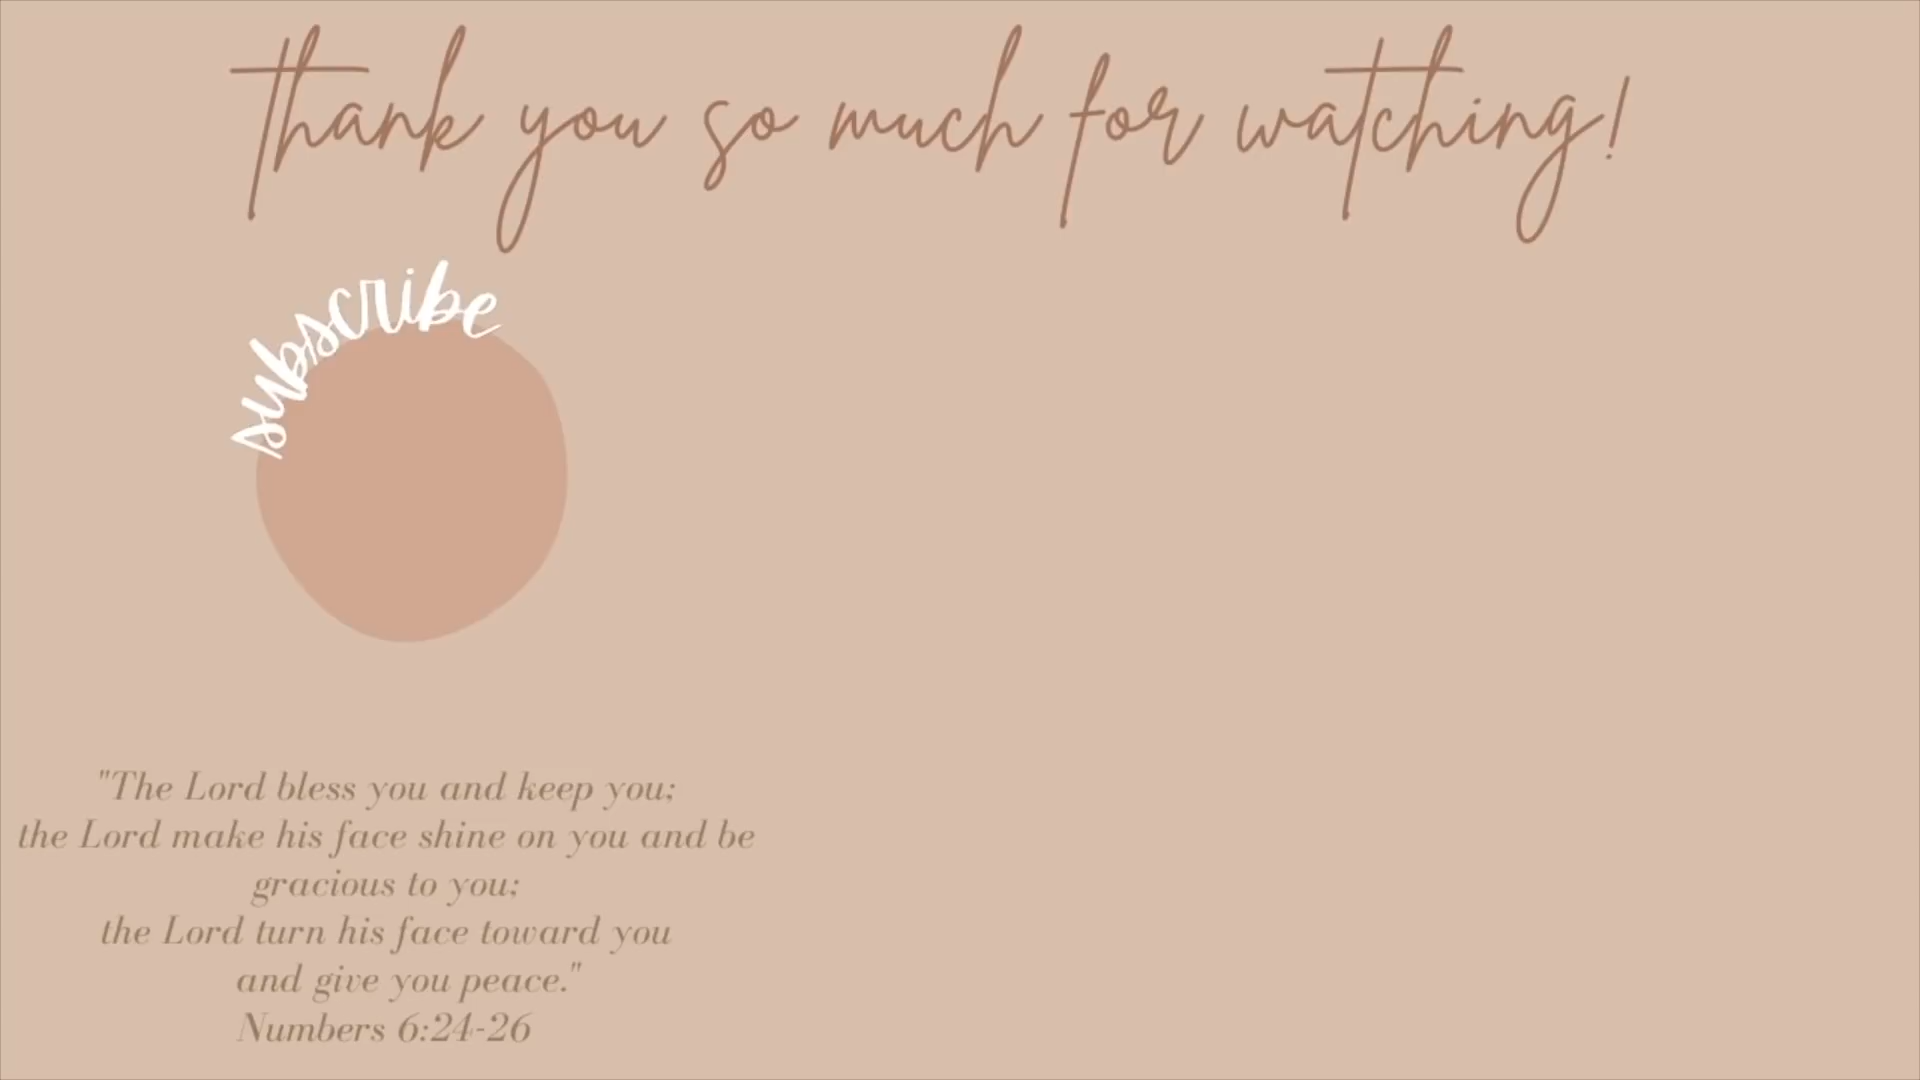 thank you so much for watching!
subscribe
"The Lord bless you and keep you;
the Lord make his face shine on you and be
gracious to you;
the Lord turn his face toward you
and give you peace."
Numbers 6:24-26